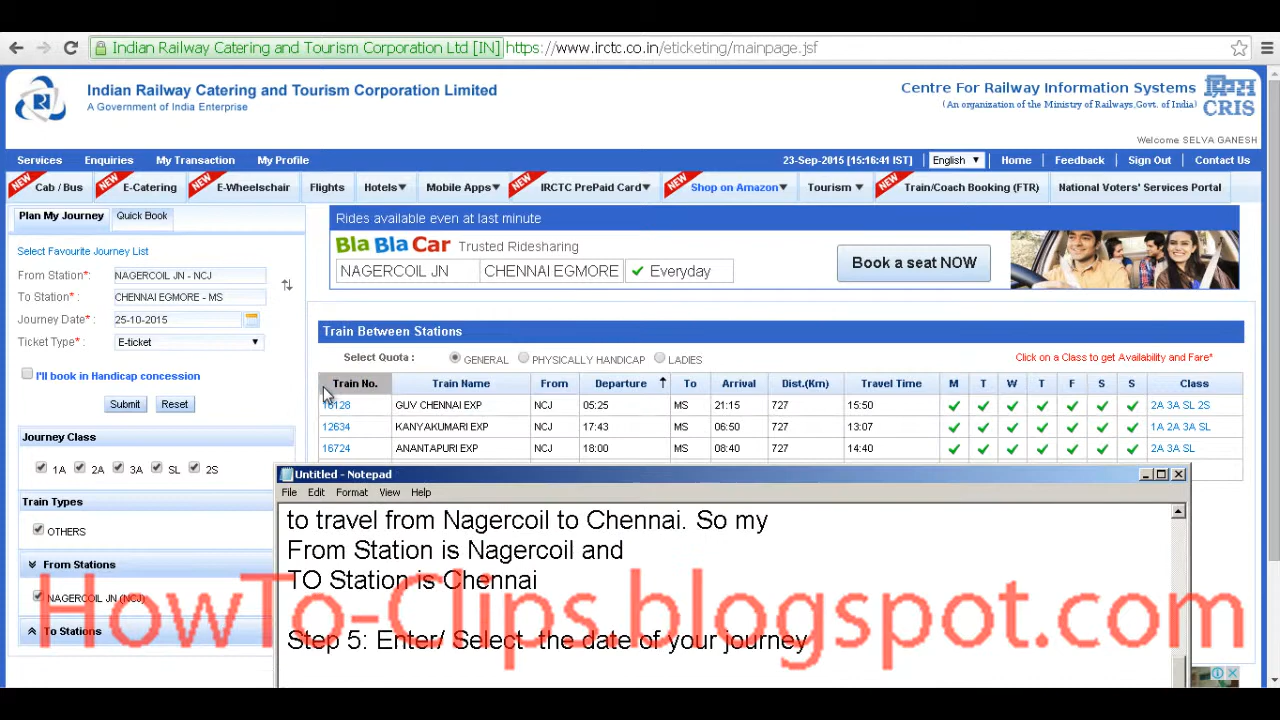 Indian Railway Catering and Tourism Corporation Ltd [IN] https://www.irctc.co.in/eticketing/mainpage.jsf
Indian Railway Catering and Tourism Corporation Limited
A Government of India Enterprise
Centre For Railway Information Systems
(An organization of the Ministry of Railways,Govt. of India)
CRIS
Welcome SELVA GANESH
Services Enquiries My Transaction My Profile 23-Sep-2015 [15:16:41 IST] English Home Feedback Sign Out Contact Us
NEW Cab / Bus NEW E-Catering NEW E-Wheelschair Flights Hotels Mobile Apps NEW IRCTC PrePaid Card NEW Shop on Amazon Tourism NEW Train/Coach Booking (FTR) National Voters' Services Portal
Plan My Journey Quick Book
Select Favourite Journey List
From Station*: NAGERCOIL JN - NCJ
To Station*: CHENNAI EGMORE - MS
Journey Date*: 25-10-2015
Ticket Type*: E-ticket
I'll book in Handicap concession
Submit Reset
Journey Class
1A 2A 3A SL 2S
Train Types
OTHERS
From Stations
NAGERCOIL JN (NCJ)
To Stations
Rides available even at last minute
Bla Bla Car Trusted Ridesharing
NAGERCOIL JN CHENNAI EGMORE Everyday
Book a seat NOW
Train Between Stations
Select Quota : GENERAL PHYSICALLY HANDICAP LADIES Click on a Class to get Availability and Fare*
Train No. Train Name From Departure To Arrival Dist.(Km) Travel Time M T W T F S S Class
16128 GUV CHENNAI EXP NCJ 05:25 MS 21:15 727 15:50 2A 3A SL 2S
12634 KANYAKUMARI EXP NCJ 17:43 MS 06:50 727 13:07 1A 2A 3A SL
16724 ANANTAPURI EXP NCJ 18:00 MS 08:40 727 14:40 2A 3A SL
Untitled - Notepad
File Edit Format View Help
to travel from Nagercoil to Chennai. So my
From Station is Nagercoil and
TO Station is Chennai
Step 5: Enter/ Select the date of your journey
HowTo-Clips.blogspot.com